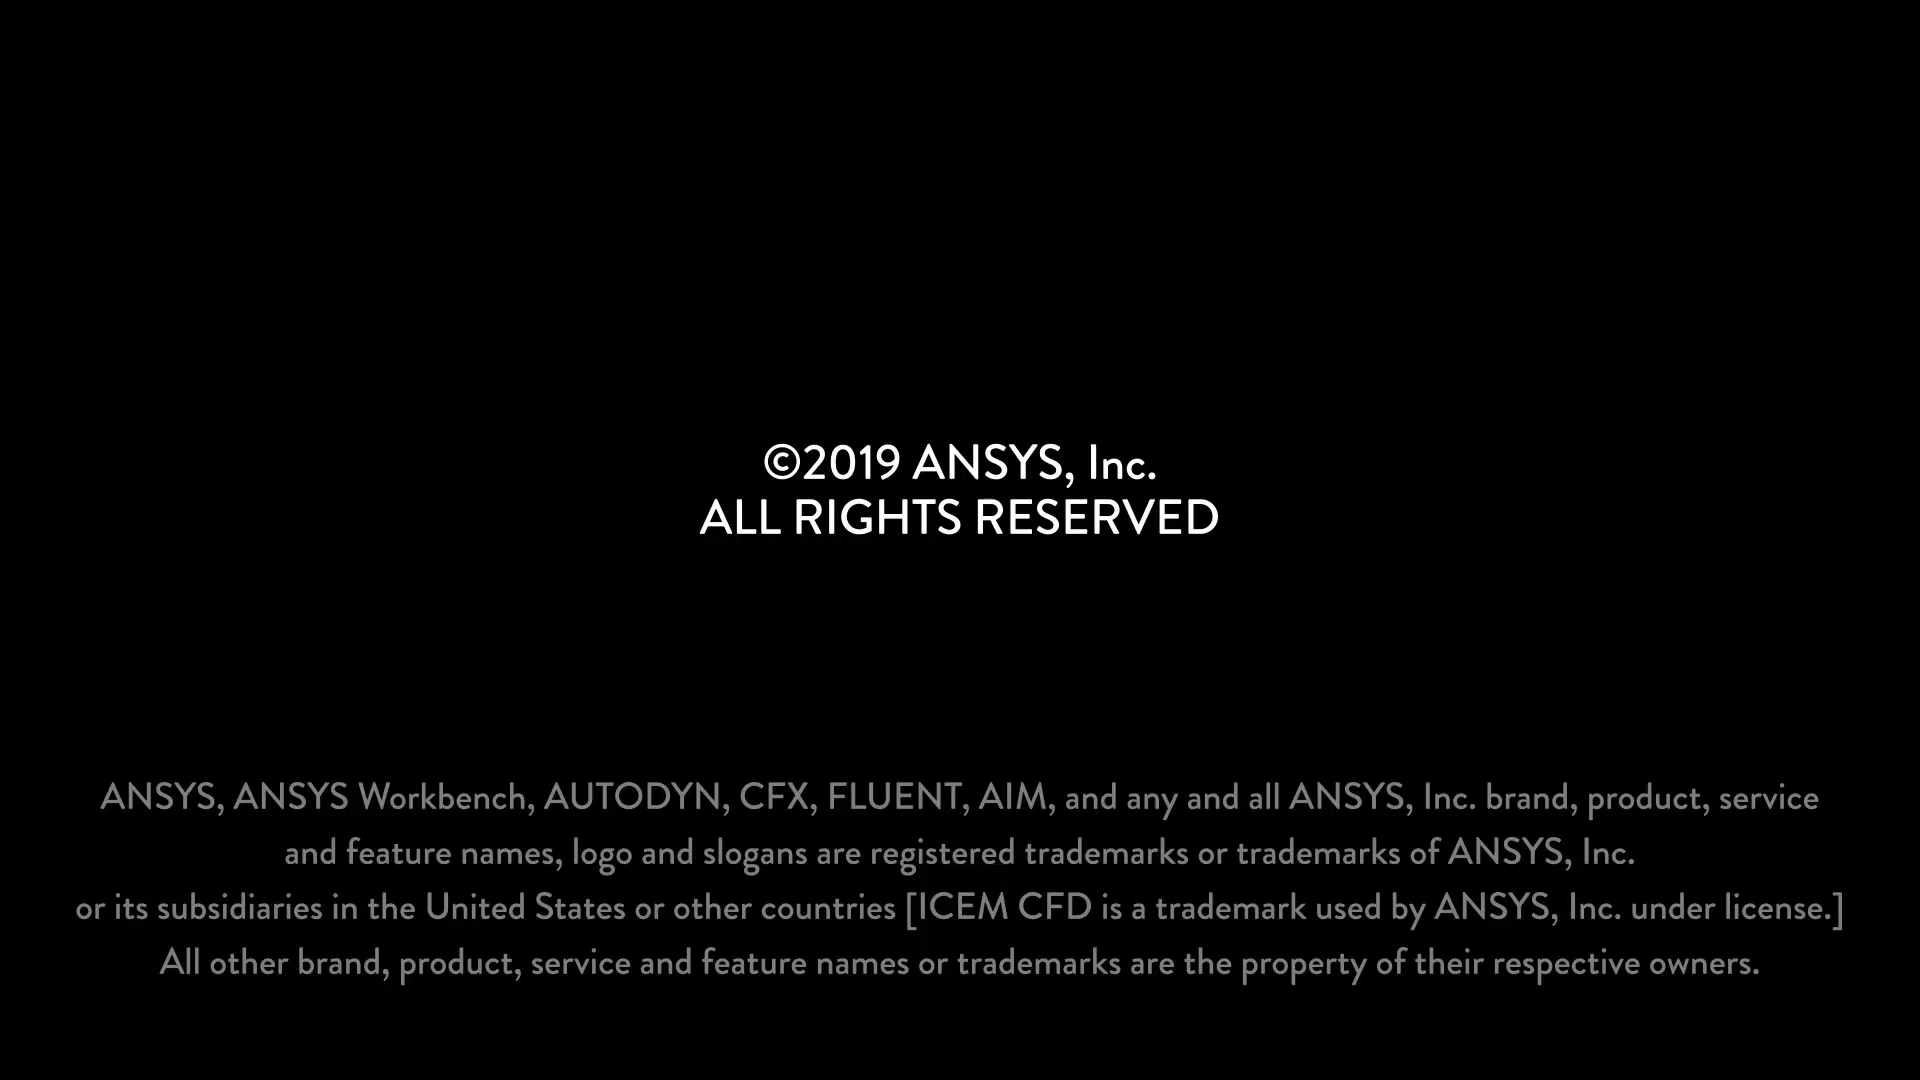 ©2019 ANSYS, Inc.
ALL RIGHTS RESERVED
ANSYS, ANSYS Workbench, AUTODYN, CFX, FLUENT, AIM, and any and all ANSYS, Inc. brand, product, service
and feature names, logo and slogans are registered trademarks or trademarks of ANSYS, Inc.
or its subsidiaries in the United States or other countries [ICEM CFD is a trademark used by ANSYS, Inc. under license.]
All other brand, product, service and feature names or trademarks are the property of their respective owners.